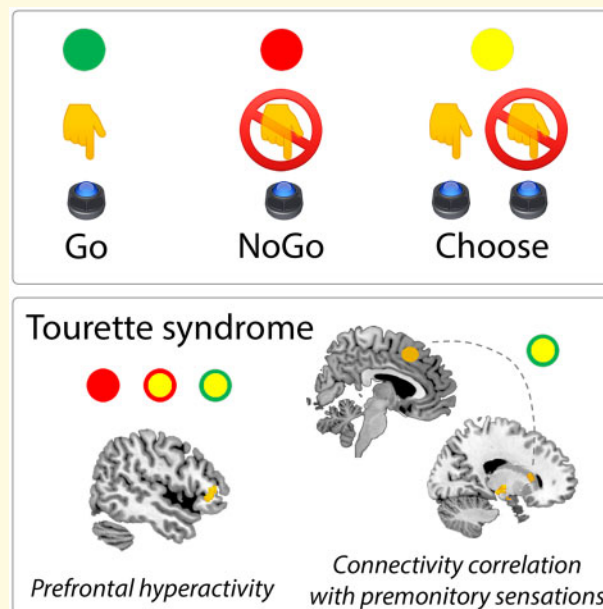 Go NoGo Choose
Tourette syndrome
Prefrontal hyperactivity
Connectivity correlation
with premonitory sensations